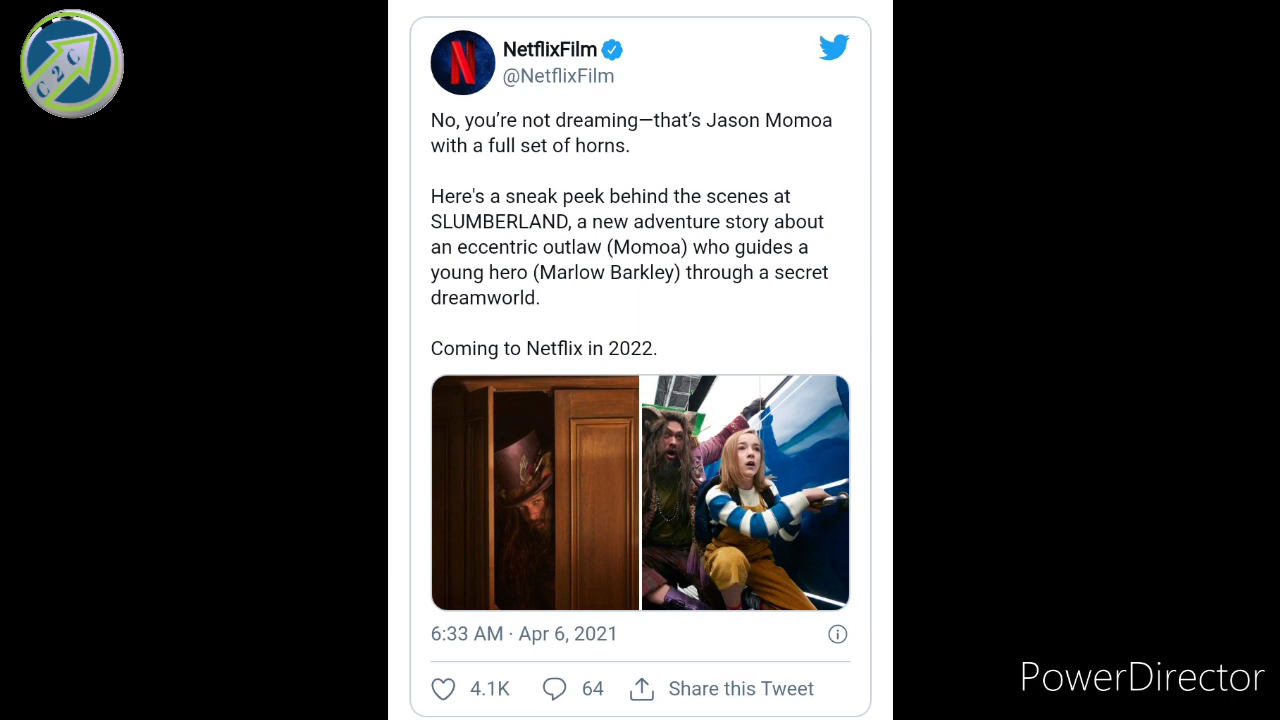 C2C
NetflixFilm
@NetflixFilm
No, you're not dreaming—that's Jason Momoa
with a full set of horns.
Here's a sneak peek behind the scenes at
SLUMBERLAND, a new adventure story about
an eccentric outlaw (Momoa) who guides a
young hero (Marlow Barkley) through a secret
dreamworld.
Coming to Netflix in 2022.
6:33 AM · Apr 6, 2021
4.1K 64 Share this Tweet
PowerDirector